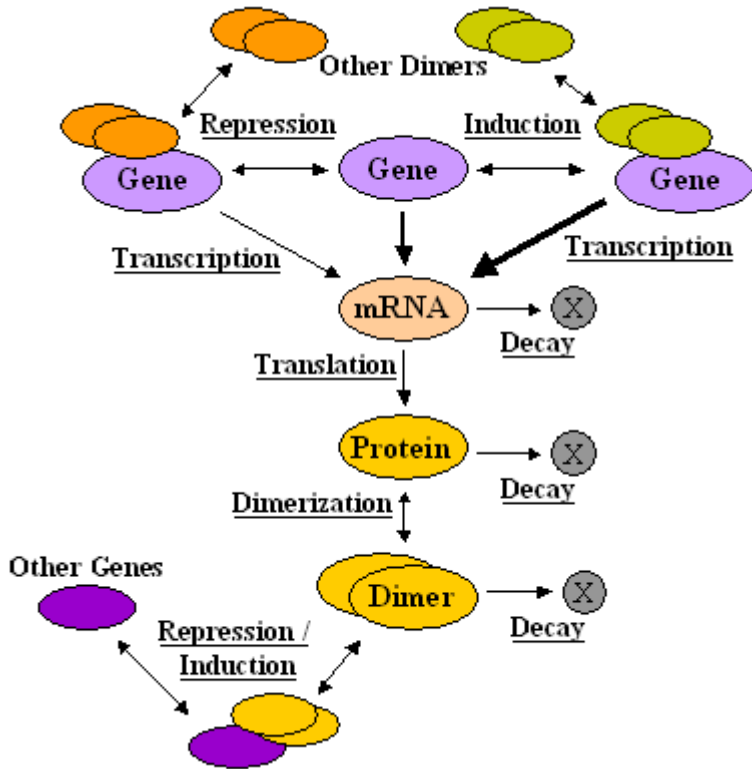 Other Dimers
Repression
Induction
Gene
Gene
Gene
Transcription
Transcription
mRNA
X
Decay
Translation
Protein
X
Decay
Dimerization
Other Genes
Dimer
X
Decay
Repression /
Induction